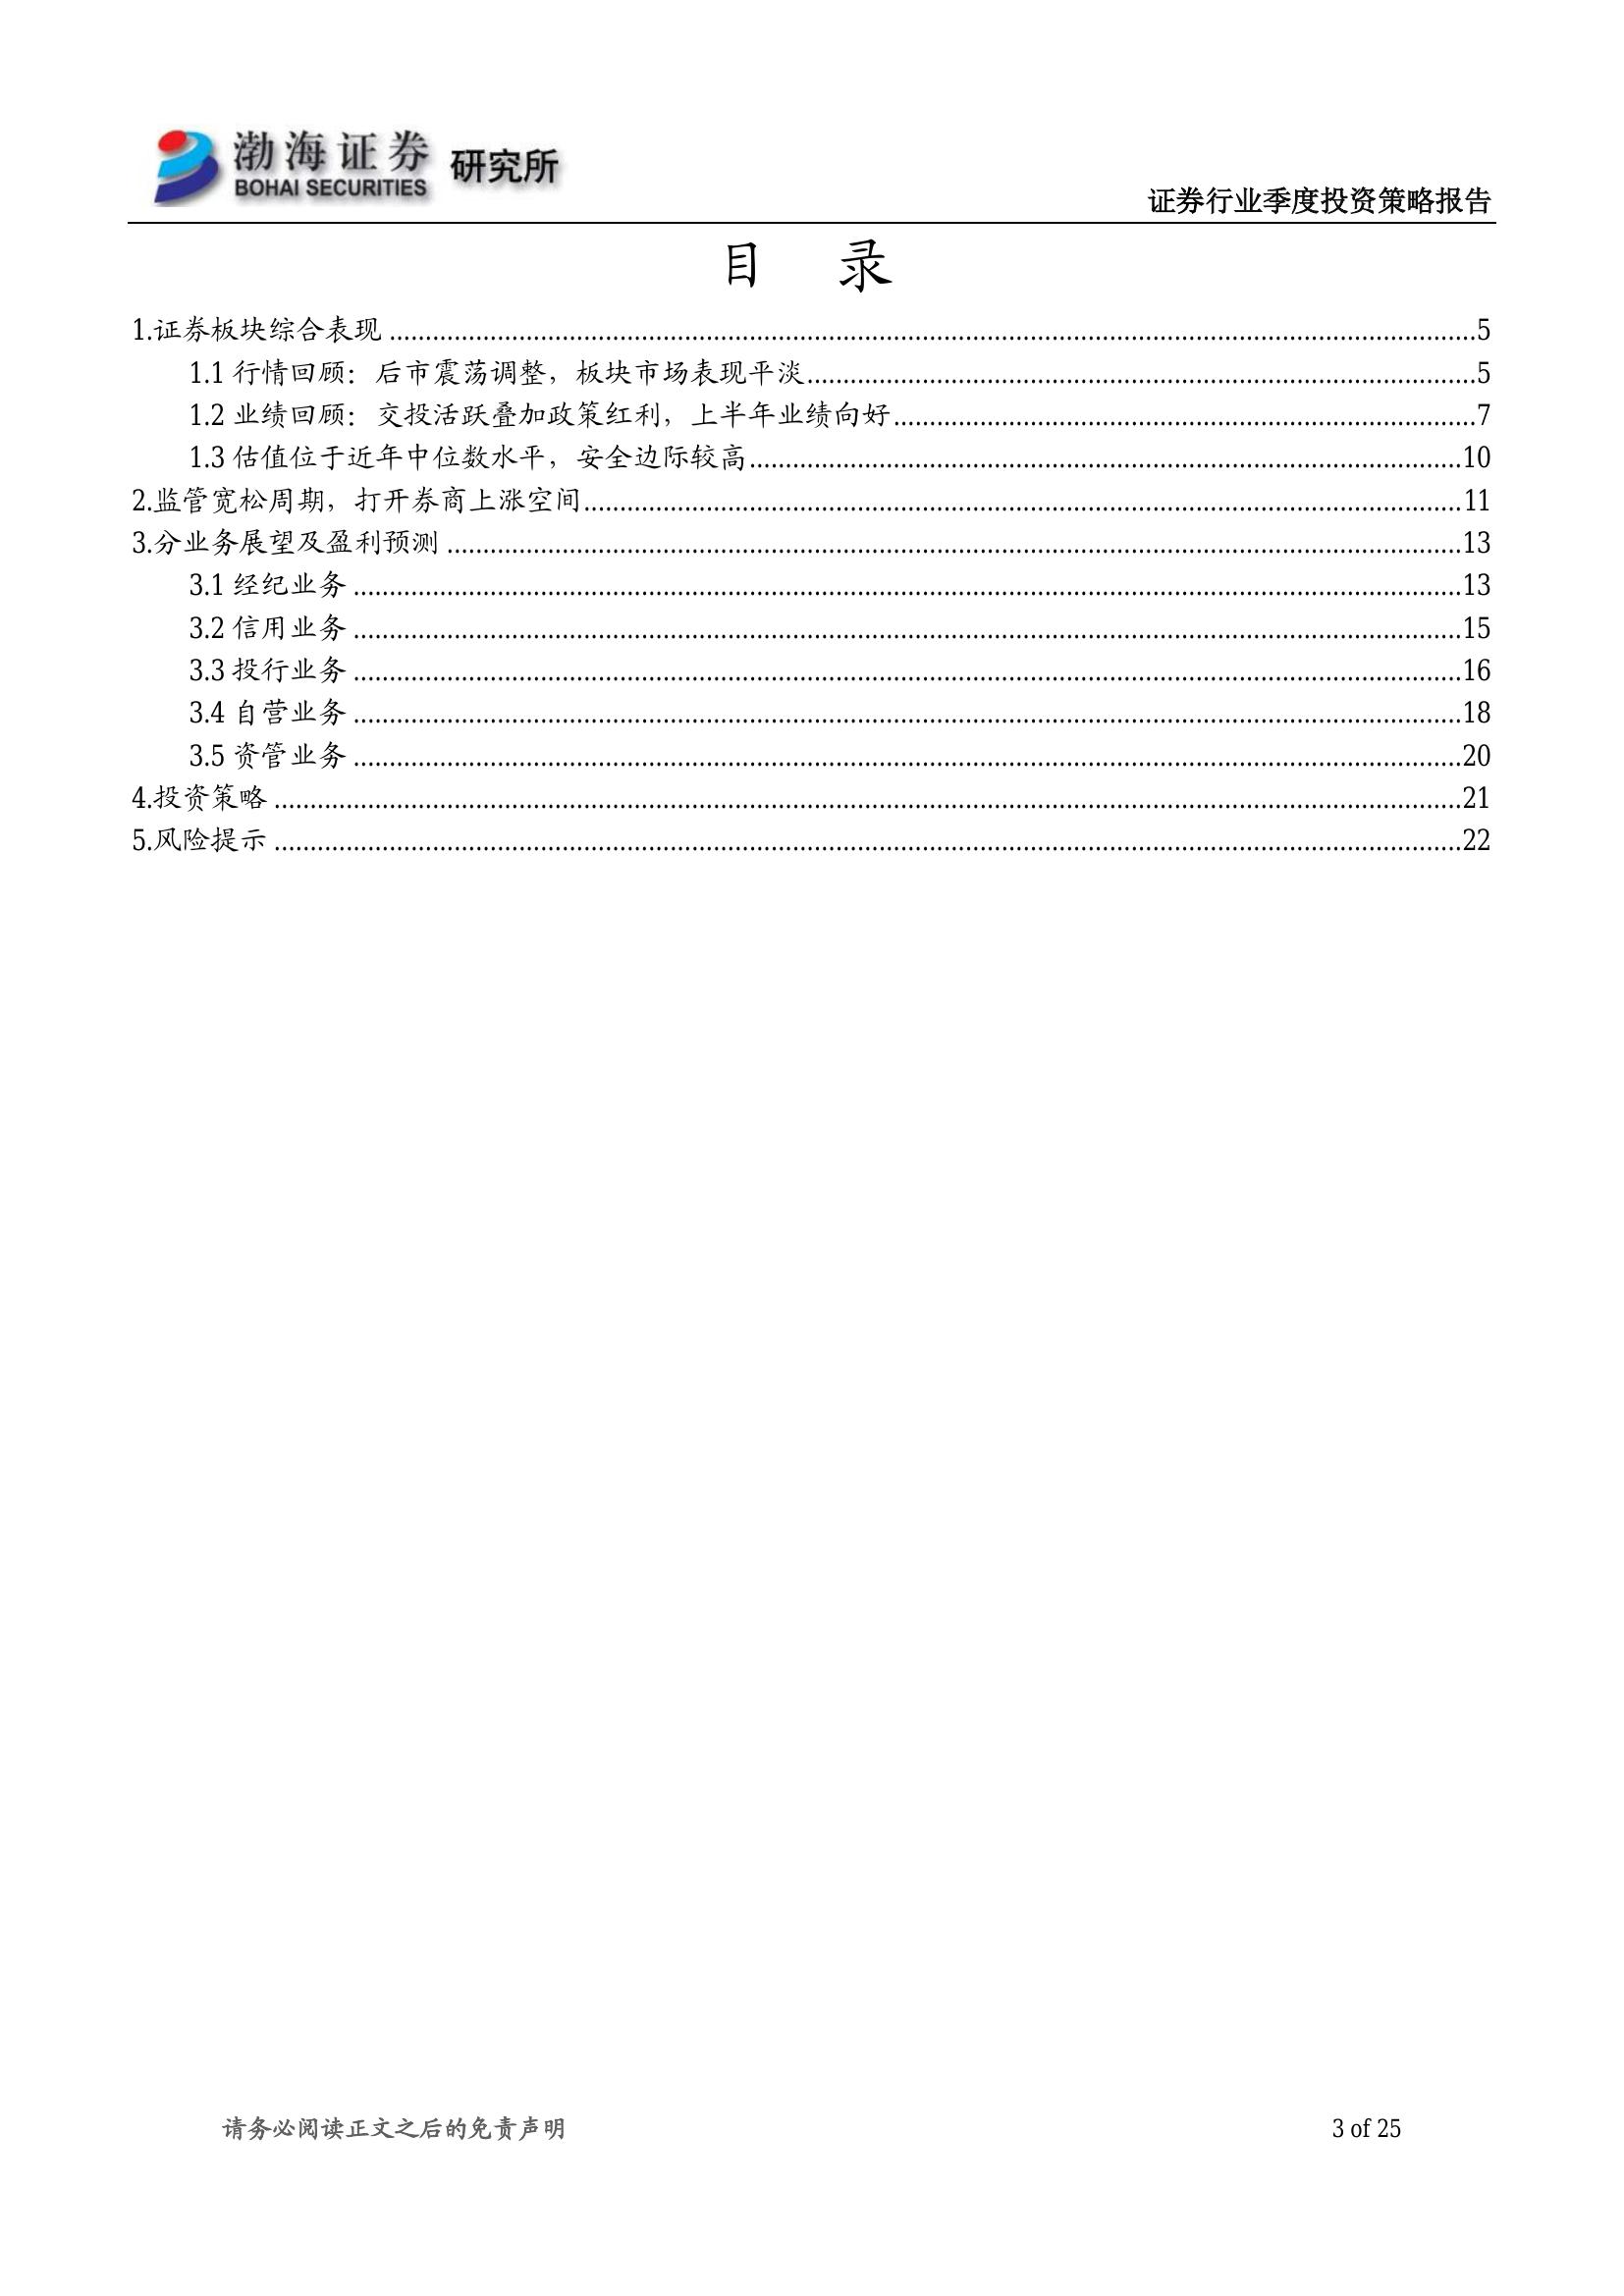 渤海证券 研究所
BOHAI SECURITIES
证券行业季度投资策略报告
目 录
1.证券板块综合表现 ........................................ 5
1.1 行情回顾：后市震荡调整，板块市场表现平淡 ........................................ 5
1.2 业绩回顾：交投活跃叠加政策红利，上半年业绩向好 ........................................ 7
1.3 估值位于近年中位数水平，安全边际较高 ........................................ 10
2.监管宽松周期，打开券商上涨空间 ........................................ 11
3.分业务展望及盈利预测 ........................................ 13
3.1 经纪业务 ........................................ 13
3.2 信用业务 ........................................ 15
3.3 投行业务 ........................................ 16
3.4 自营业务 ........................................ 18
3.5 资管业务 ........................................ 20
4.投资策略 ........................................ 21
5.风险提示 ........................................ 22
请务必阅读正文之后的免责声明 3 of 25